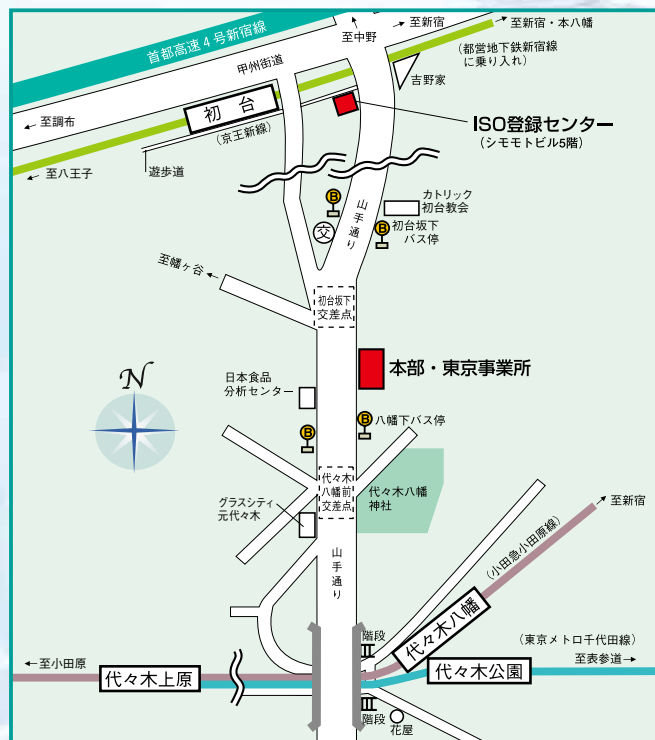 首都高速4号新宿線
甲州街道
至中野
至新宿
至新宿・本八幡
(都営地下鉄新宿線
に乗り入れ)
吉野家
初台
(京王新線)
至調布
至八王子
遊歩道
ISO登録センター
(シモモトビル5階)
B
交
山手通り
カトリック
初台教会
B
初台坂下
バス停
至幡ヶ谷
初台坂下
交差点
N
日本食品
分析センター
本部・東京事業所
B
B
八幡下バス停
代々木
八幡前
交差点
代々木八幡
神社
グラスシティ
元代々木
山手通り
至新宿
(小田急小田原線)
代々木八幡
階段
(東京メトロ千代田線)
至表参道
至小田原
代々木上原
代々木公園
階段
花屋